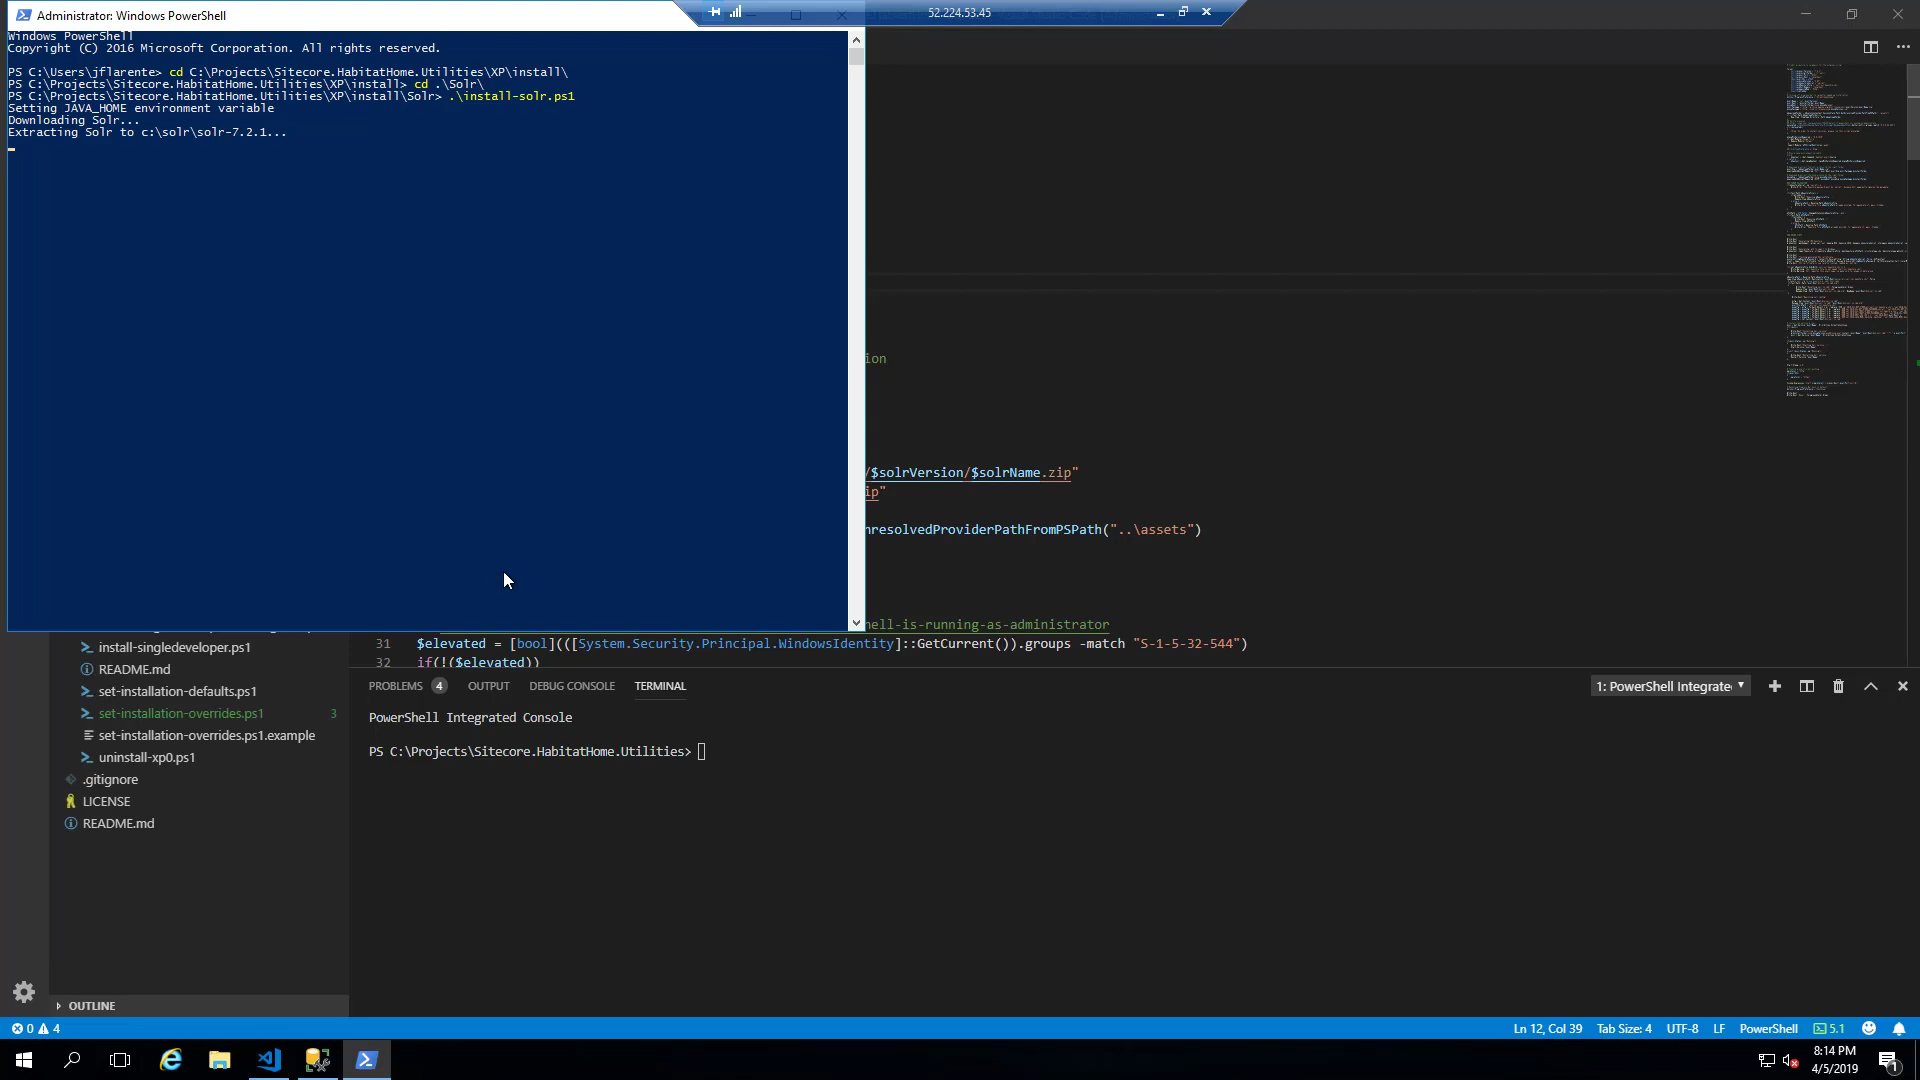 Administrator: Windows PowerShell
52.224.53.45
Windows PowerShell
Copyright (C) 2016 Microsoft Corporation. All rights reserved.
PS C:\Users\jflarente> cd C:\Projects\Sitecore.HabitatHome.Utilities\XP\install\
PS C:\Projects\Sitecore.HabitatHome.Utilities\XP\install> cd .\Solr\
PS C:\Projects\Sitecore.HabitatHome.Utilities\XP\install\Solr> .\install-solr.ps1
Setting JAVA_HOME environment variable
Downloading Solr...
Extracting Solr to c:\solr\solr-7.2.1...
ion
/$solrVersion/$solrName.zip"
ip"
nresolvedProviderPathFromPSPath("..\assets")
hell-is-running-as-administrator
31 $elevated = [bool](([System.Security.Principal.WindowsIdentity]::GetCurrent()).groups -match "S-1-5-32-544")
32 if(!($elevated))
install-singledeveloper.ps1
README.md
set-installation-defaults.ps1
set-installation-overrides.ps1 3
set-installation-overrides.ps1.example
uninstall-xp0.ps1
.gitignore
LICENSE
README.md
OUTLINE
PROBLEMS 4 OUTPUT DEBUG CONSOLE TERMINAL
1: PowerShell Integrate
PowerShell Integrated Console
PS C:\Projects\Sitecore.HabitatHome.Utilities>
0 4
Ln 12, Col 39 Tab Size: 4 UTF-8 LF PowerShell 5.1
8:14 PM
4/5/2019
1